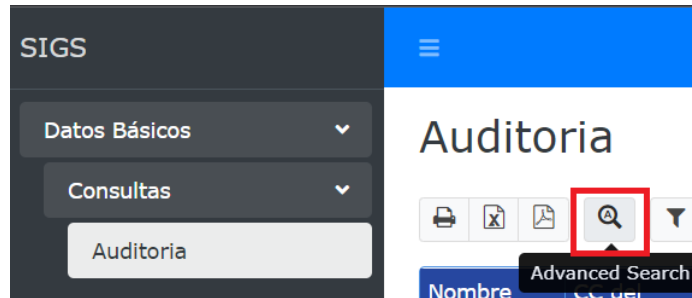 SIGS
Datos Básicos
Consultas
Auditoria
Auditoria
Advanced Search
Nombre CC del